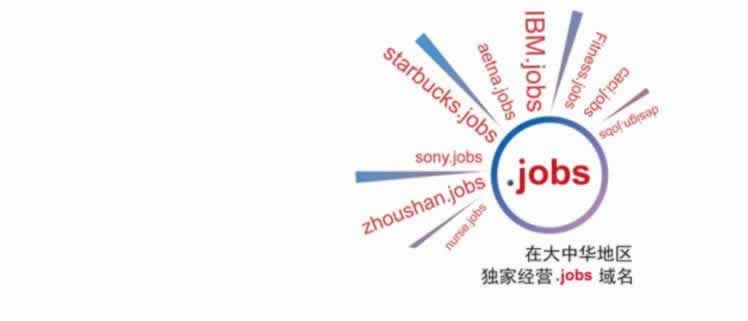 IBM.jobs
Fitness.jobs
aetna.jobs
caci.jobs
starbucks.jobs
design.jobs
sony.jobs
.jobs
zhoushan.jobs
nurse.jobs
在大中华地区
独家经营.jobs 域名